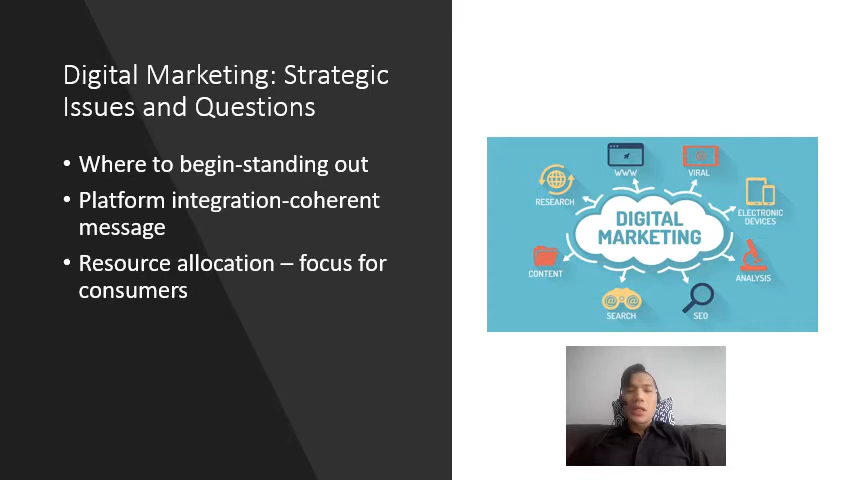 Digital Marketing: Strategic
Issues and Questions
• Where to begin-standing out
• Platform integration-coherent
message
• Resource allocation – focus for
consumers
WWW
VIRAL
RESEARCH
ELECTRONIC
DEVICES
DIGITAL
MARKETING
CONTENT
ANALYSIS
SEARCH
SEO